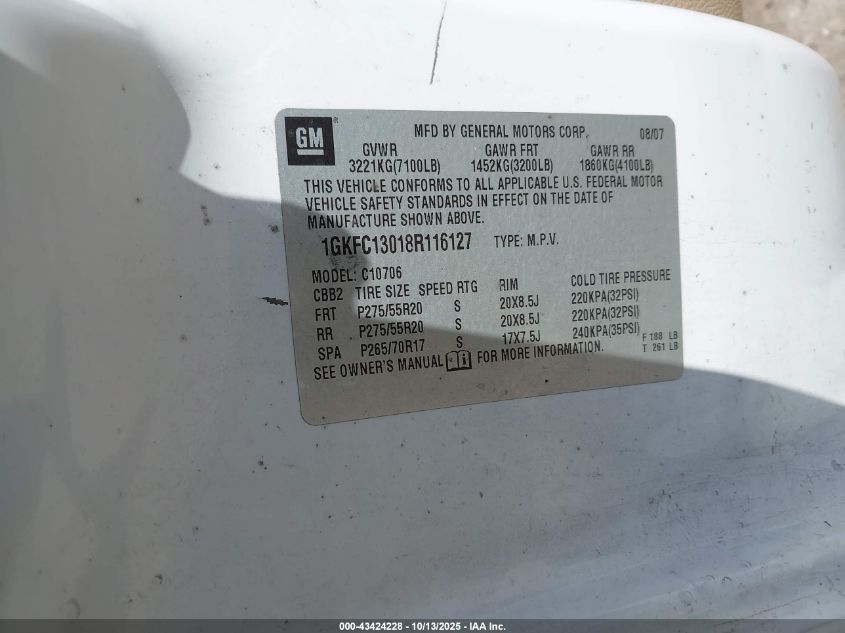 GM
MFD BY GENERAL MOTORS CORP. 08/07
GVWR GAWR FRT GAWR RR
3221KG(7100LB) 1452KG(3200LB) 1860KG(4100LB)
THIS VEHICLE CONFORMS TO ALL APPLICABLE U.S. FEDERAL MOTOR
VEHICLE SAFETY STANDARDS IN EFFECT ON THE DATE OF
MANUFACTURE SHOWN ABOVE.
1GKFC13018R116127 TYPE: M.P.V.
MODEL: C10706
CBB2 TIRE SIZE SPEED RTG RIM COLD TIRE PRESSURE
FRT P275/55R20 S 20X8.5J 220KPA(32PSI)
RR P275/55R20 S 20X8.5J 220KPA(32PSI)
SPA P265/70R17 S 17X7.5J 240KPA(35PSI) F 188 LB
SEE OWNER'S MANUAL FOR MORE INFORMATION. T 261 LB
000-43424228 - 10/13/2025 - IAA Inc.